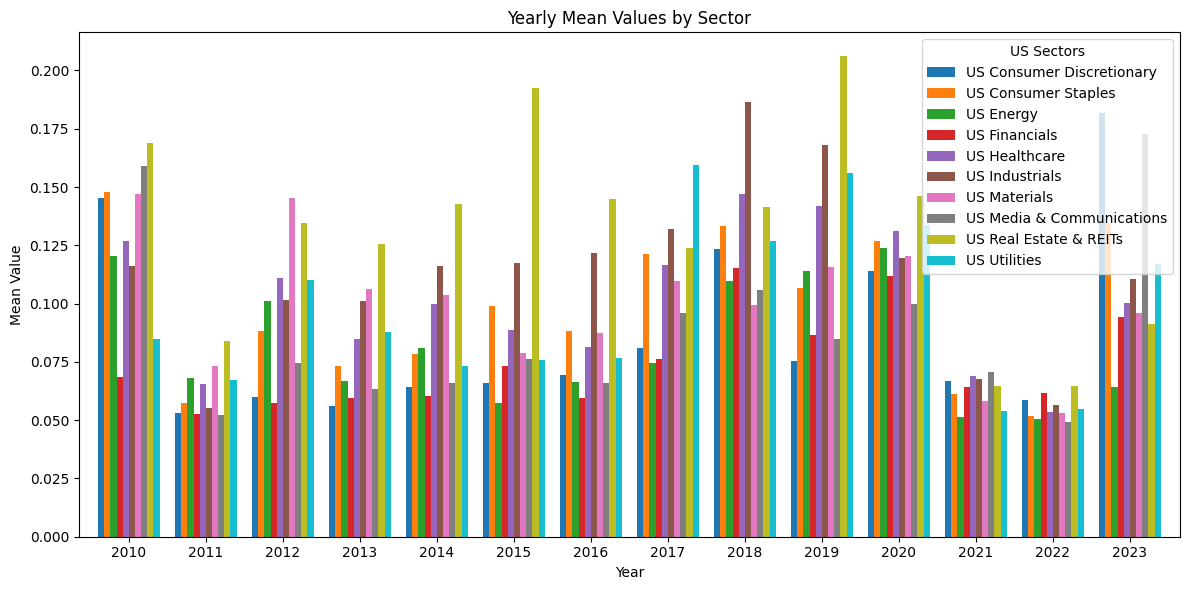 Yearly Mean Values by Sector
US Sectors
US Consumer Discretionary
US Consumer Staples
US Energy
US Financials
US Healthcare
US Industrials
US Materials
US Media & Communications
US Real Estate & REITs
US Utilities
Mean Value
0.200
0.175
0.150
0.125
0.100
0.075
0.050
0.025
0.000
2010 2011 2012 2013 2014 2015 2016 2017 2018 2019 2020 2021 2022 2023
Year